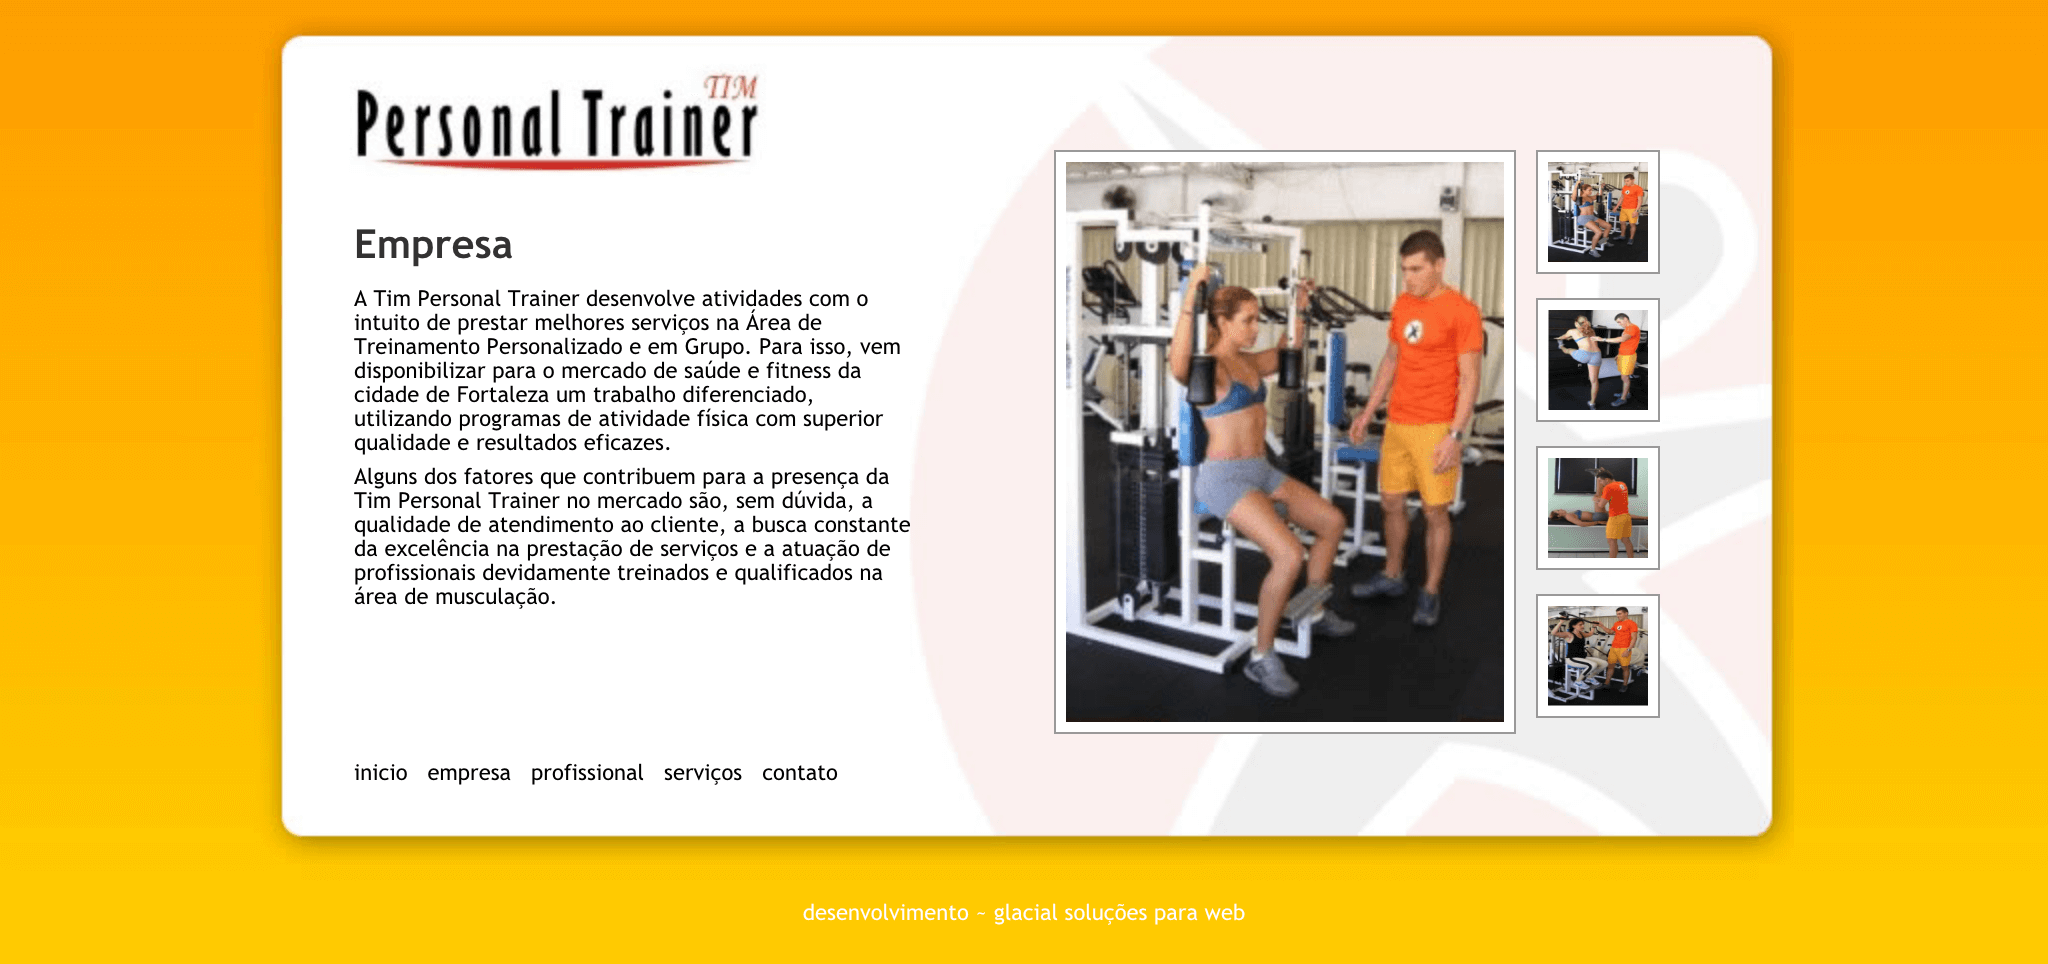 TIM
Personal Trainer
Empresa
A Tim Personal Trainer desenvolve atividades com o
intuito de prestar melhores serviços na Área de
Treinamento Personalizado e em Grupo. Para isso, vem
disponibilizar para o mercado de saúde e fitness da
cidade de Fortaleza um trabalho diferenciado,
utilizando programas de atividade física com superior
qualidade e resultados eficazes.
Alguns dos fatores que contribuem para a presença da
Tim Personal Trainer no mercado são, sem dúvida, a
qualidade de atendimento ao cliente, a busca constante
da excelência na prestação de serviços e a atuação de
profissionais devidamente treinados e qualificados na
área de musculação.
inicio empresa profissional serviços contato
desenvolvimento ~ glacial soluções para web